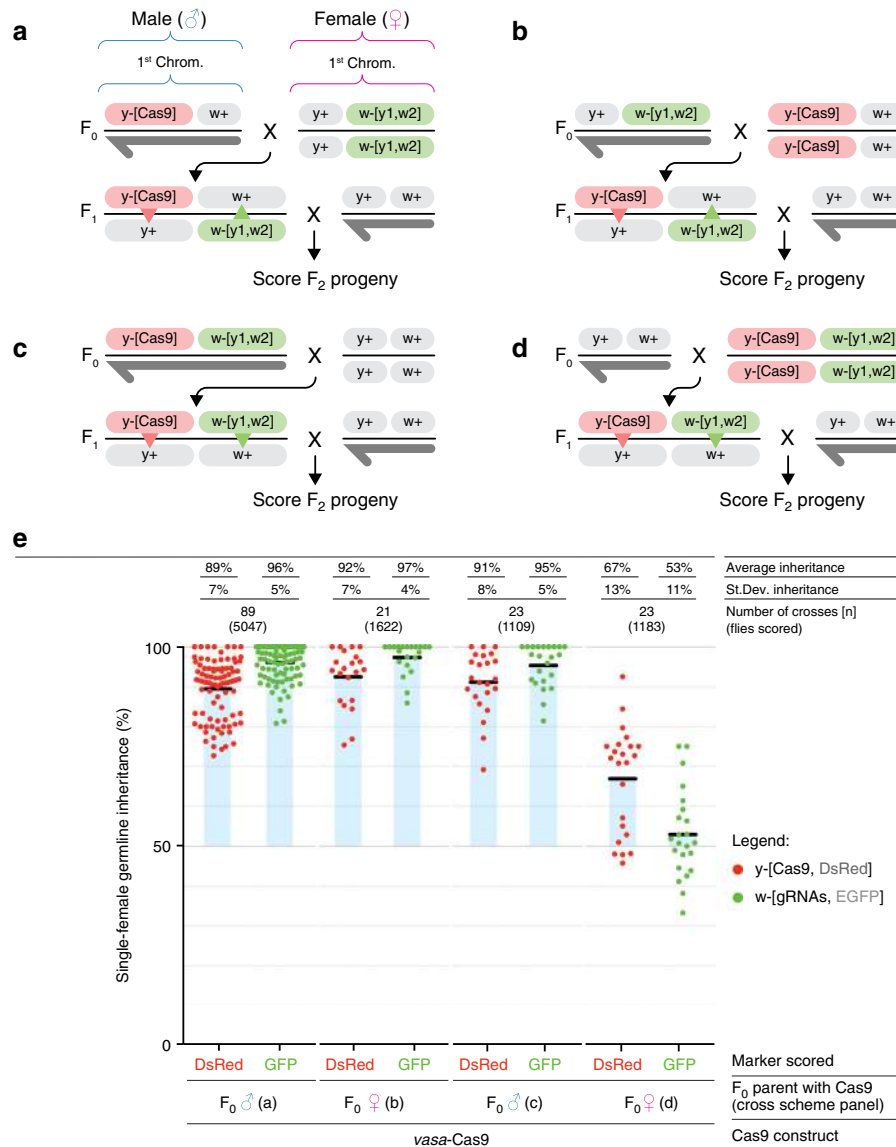 a
Male (♂)
Female (♀)
b
1st Chrom.
1st Chrom.
F0
y-[Cas9]
w+
X
y+
w-[y1,w2]
y+
w-[y1,w2]
F0
y+
w-[y1,w2]
X
y-[Cas9]
w+
y-[Cas9]
w+
F1
y-[Cas9]
w+
y+
w-[y1,w2]
X
y+
w+
F1
y-[Cas9]
w+
y+
w-[y1,w2]
X
y+
w+
Score F2 progeny
Score F2 progeny
c
F0
y-[Cas9]
w-[y1,w2]
X
y+
w+
y+
w+
d
F0
y+
w+
X
y-[Cas9]
w-[y1,w2]
y-[Cas9]
w-[y1,w2]
F1
y-[Cas9]
w-[y1,w2]
y+
w+
X
y+
w+
F1
y-[Cas9]
w-[y1,w2]
y+
w+
X
y+
w+
Score F2 progeny
Score F2 progeny
e
89% 96% 92% 97% 91% 95% 67% 53% Average inheritance
7% 5% 7% 4% 8% 5% 13% 11% St.Dev. inheritance
89 21 23 23 Number of crosses [n]
(5047) (1622) (1109) (1183) (flies scored)
Single-female germline inheritance (%)
100
50
0
Legend:
y-[Cas9, DsRed]
w-[gRNAs, EGFP]
DsRed GFP DsRed GFP DsRed GFP DsRed GFP Marker scored
F0 ♂ (a) F0 ♀ (b) F0 ♂ (c) F0 ♀ (d) F0 parent with Cas9
(cross scheme panel)
vasa-Cas9 Cas9 construct